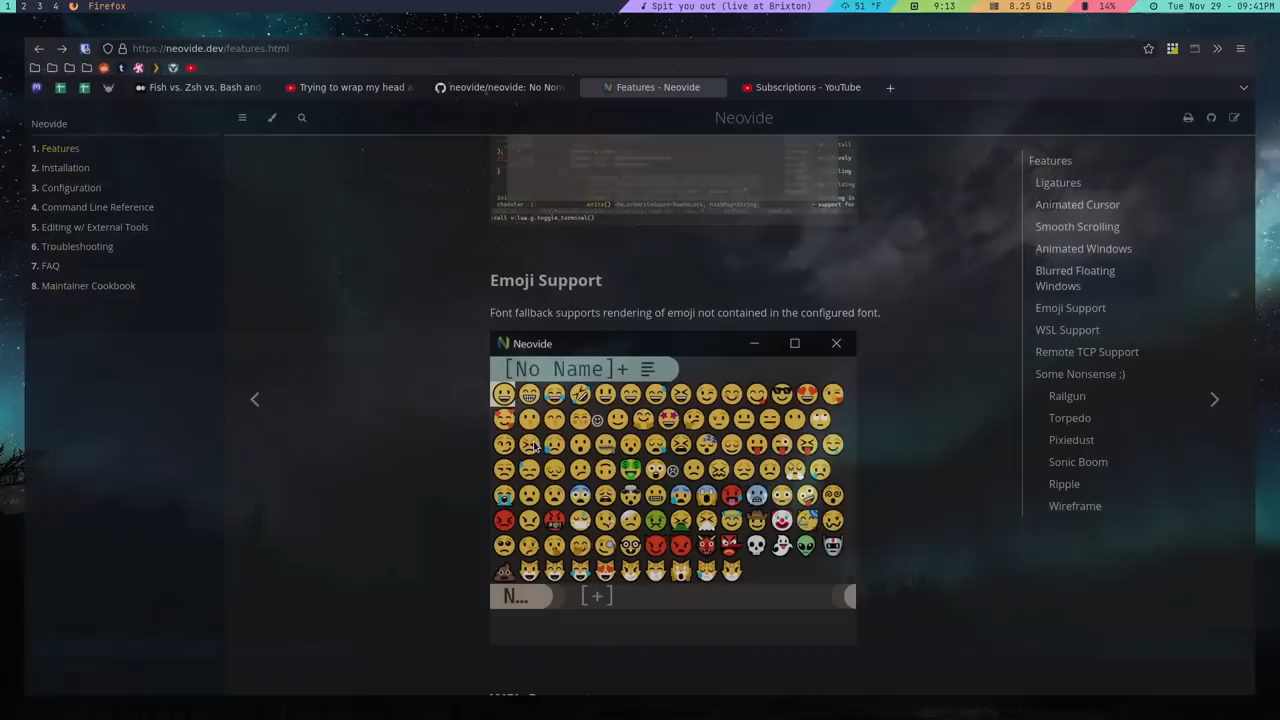 1 2 3 4 Firefox
Spit you out (live at Brixton) 51 °F 9:13 8.25 GiB 14% Tue Nov 29 - 09:41PM
https://neovide.dev/features.html
Fish vs. Zsh vs. Bash and
Trying to wrap my head a
neovide/neovide: No Non
Features - Neovide
Subscriptions - YouTube
Neovide
Neovide
1. Features
2. Installation
3. Configuration
4. Command Line Reference
5. Editing w/ External Tools
6. Troubleshooting
7. FAQ
8. Maintainer Cookbook
call v:lua.g.toggle_terminal()
Emoji Support
Font fallback supports rendering of emoji not contained in the configured font.
Neovide
[No Name]+
N...
[+]
Features
Ligatures
Animated Cursor
Smooth Scrolling
Animated Windows
Blurred Floating
Windows
Emoji Support
WSL Support
Remote TCP Support
Some Nonsense ;)
Railgun
Torpedo
Pixiedust
Sonic Boom
Ripple
Wireframe